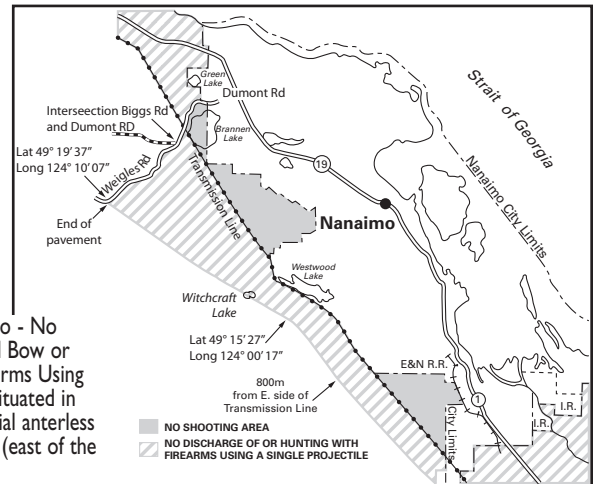 Green
Lake
Dumont Rd
Intersection Biggs Rd
and Dumont RD
Brannen
Lake
Lat 49° 19' 37"
Long 124° 10' 07"
Weigles Rd
Transmission Line
End of
pavement
19
Strait of Georgia
Nanaimo City Limits
Nanaimo
Westwood
Lake
Witchcraft
Lake
Lat 49° 15' 27"
Long 124° 00' 17"
800m
from E. side of
Transmission Line
E&N R.R.
1
City Limits
I.R.
I.R.
I.R.
NO SHOOTING AREA
NO DISCHARGE OF OR HUNTING WITH
FIREARMS USING A SINGLE PROJECTILE
o - No
l Bow or
rms Using
ituated in
ial anterless
(east of the